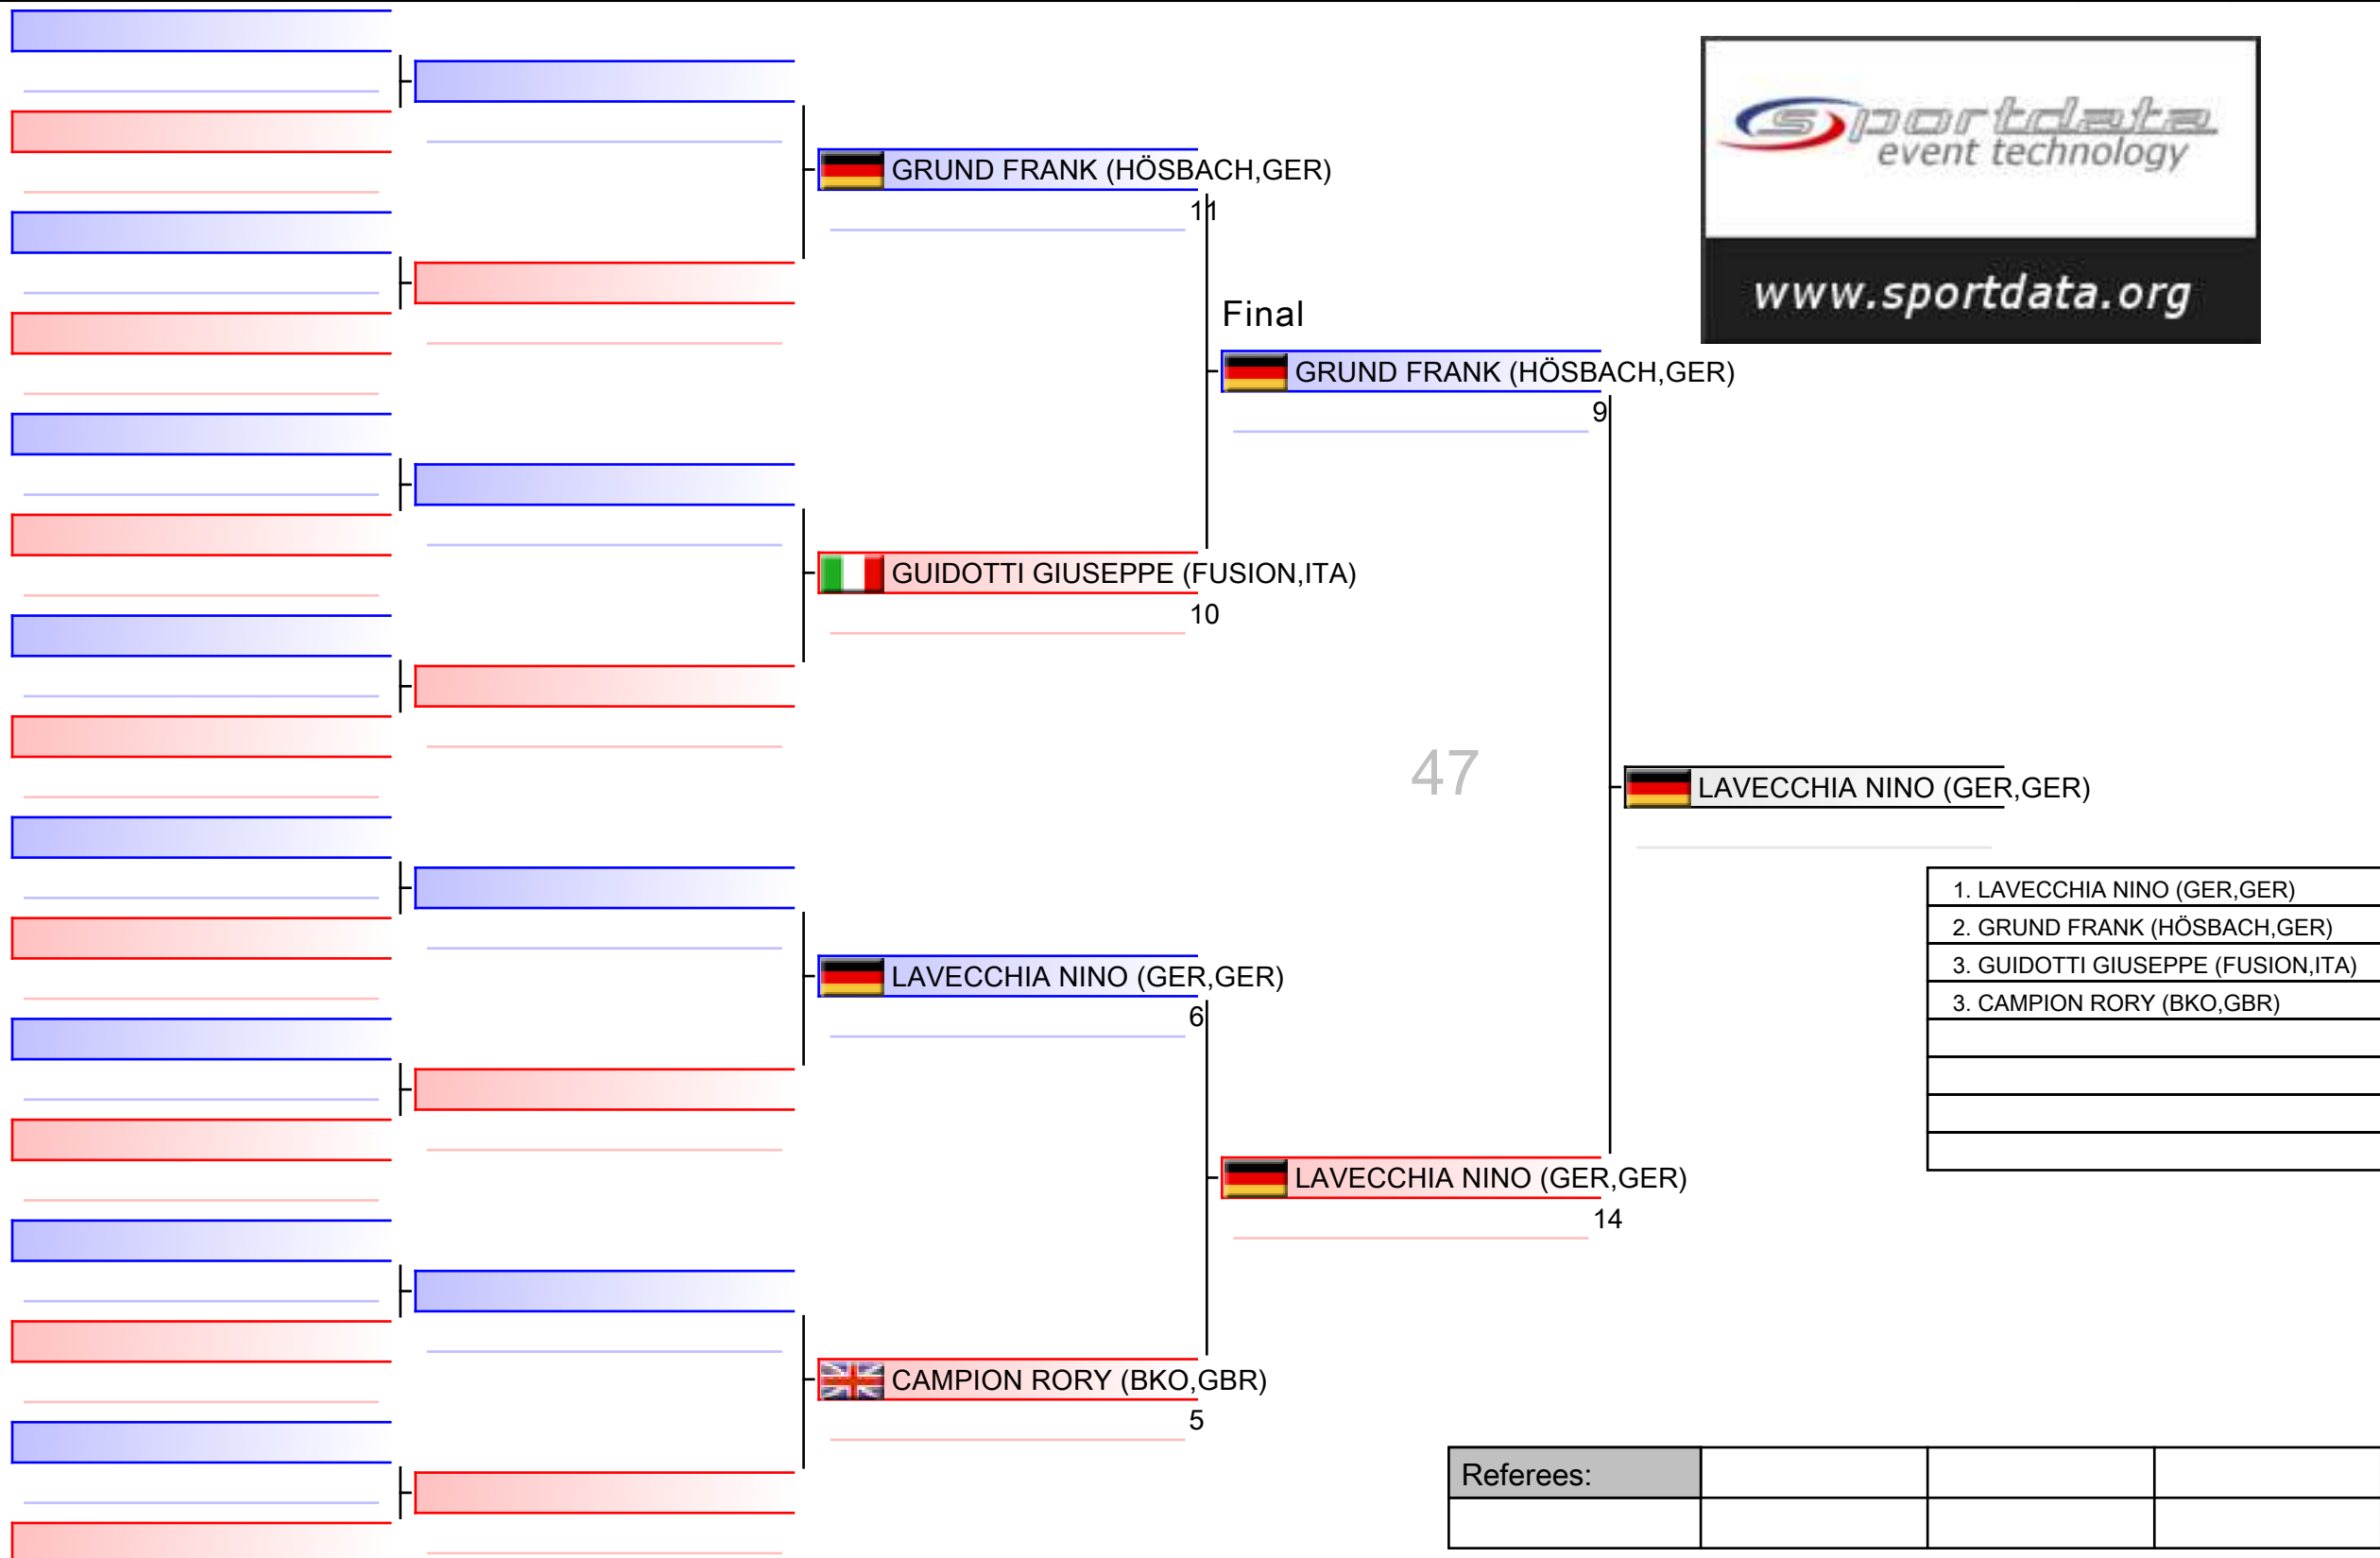 sportdata
event technology
www.sportdata.org
GRUND FRANK (HÖSBACH,GER)
11
Final
GRUND FRANK (HÖSBACH,GER)
9
GUIDOTTI GIUSEPPE (FUSION,ITA)
10
47
LAVECCHIA NINO (GER,GER)
1. LAVECCHIA NINO (GER,GER)
2. GRUND FRANK (HÖSBACH,GER)
3. GUIDOTTI GIUSEPPE (FUSION,ITA)
3. CAMPION RORY (BKO,GBR)
LAVECCHIA NINO (GER,GER)
6
LAVECCHIA NINO (GER,GER)
14
CAMPION RORY (BKO,GBR)
5
Referees: